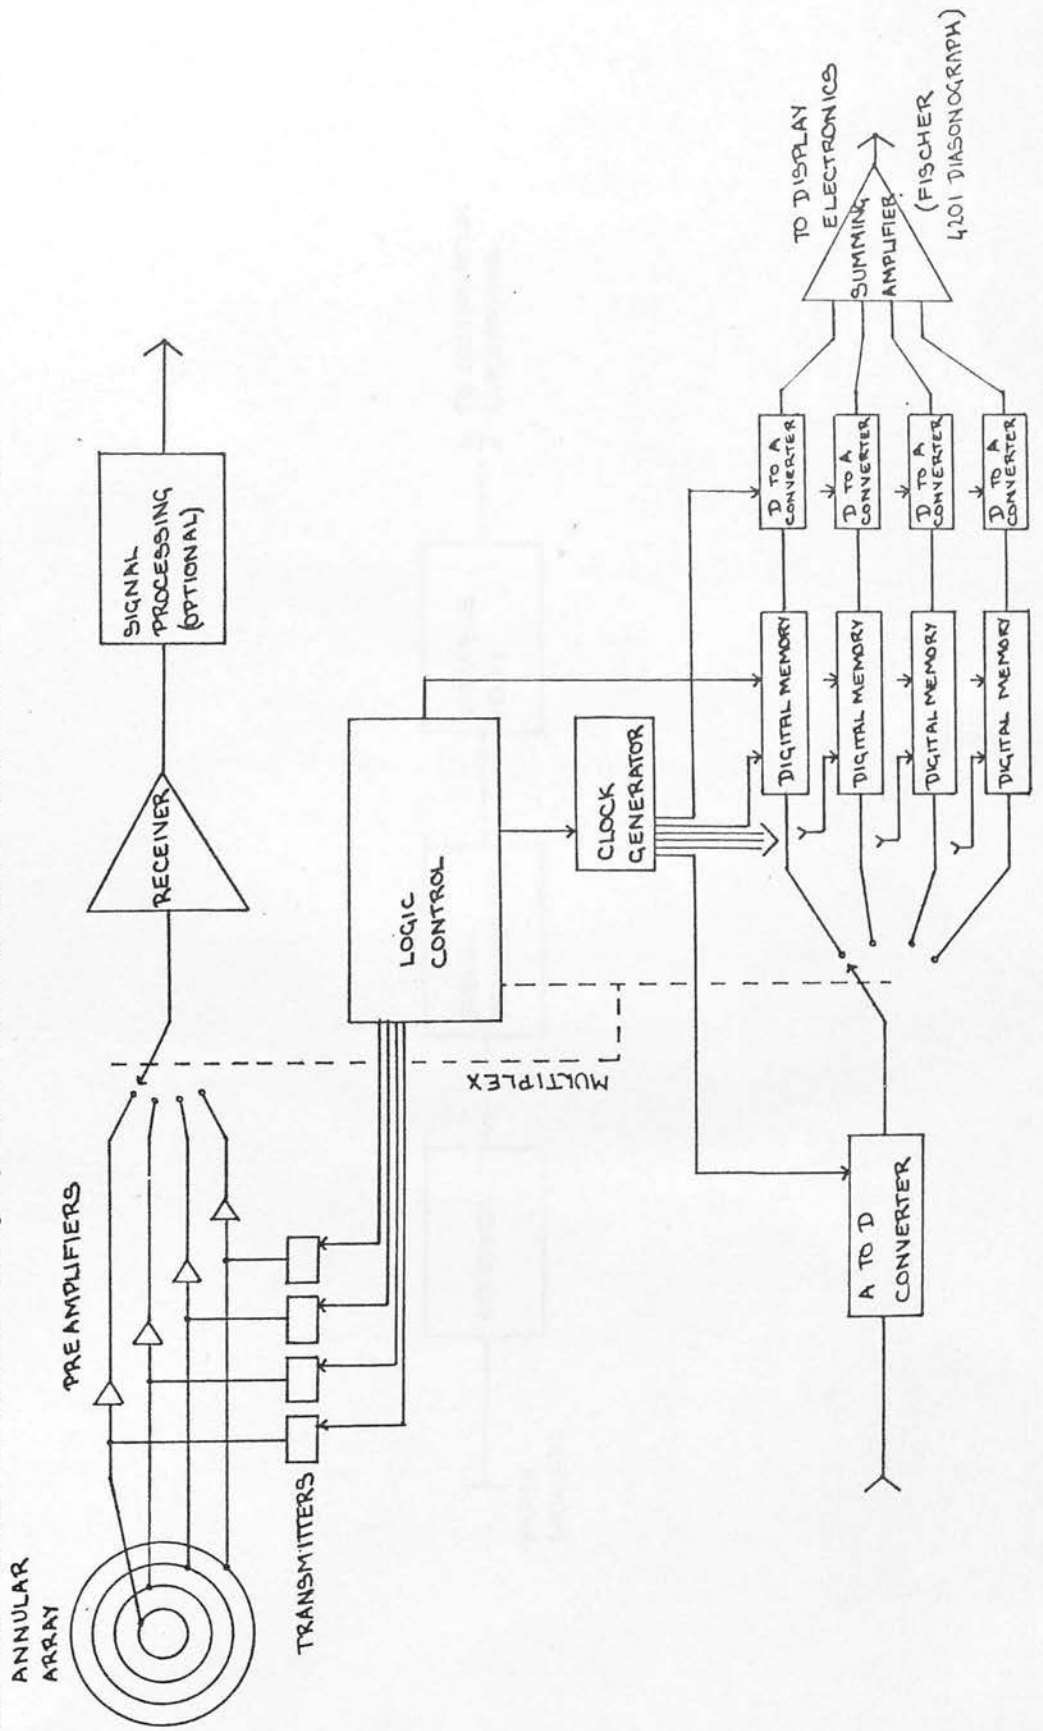 ANNULAR
ARRAY
PREAMPLIFIERS
TRANSMITTERS
MULTIPLEX
RECEIVER
SIGNAL
PROCESSING
(OPTIONAL)
LOGIC
CONTROL
CLOCK
GENERATOR
A TO D
CONVERTER
DIGITAL MEMORY
DIGITAL MEMORY
DIGITAL MEMORY
DIGITAL MEMORY
D TO A
CONVERTER
D TO A
CONVERTER
D TO A
CONVERTER
D TO A
CONVERTER
SUMMING
AMPLIFIER
TO DISPLAY
ELECTRONICS
(FISCHER
4201 DIASONOGRAPH)